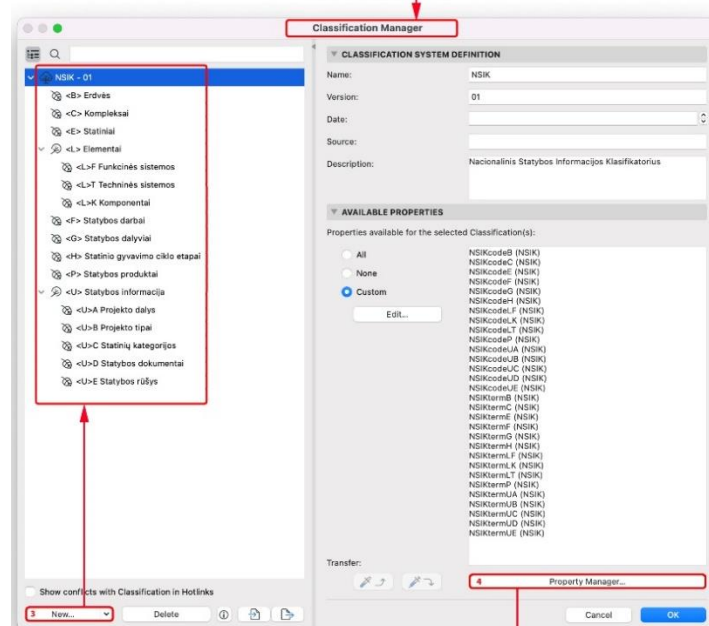 Classification Manager
NSIK - 01
<B> Erdvės
<C> Kompleksai
<E> Statiniai
<L> Elementai
<L>F Funkcinės sistemos
<L>T Techninės sistemos
<L>K Komponentai
<F> Statybos darbai
<G> Statybos dalyviai
<H> Statinio gyvavimo ciklo etapai
<P> Statybos produktai
<U> Statybos informacija
<U>A Projekto dalys
<U>B Projekto tipai
<U>C Statinių kategorijos
<U>D Statybos dokumentai
<U>E Statybos rūšys
Show conflicts with Classification in Hotlinks
3 New... Delete
CLASSIFICATION SYSTEM DEFINITION
Name: NSIK
Version: 01
Date:
Source:
Description: Nacionalinis Statybos Informacijos Klasifikatorius
AVAILABLE PROPERTIES
Properties available for the selected Classification(s):
All
None
Custom
Edit...
NSIKcodeB (NSIK)
NSIKcodeC (NSIK)
NSIKcodeE (NSIK)
NSIKcodeF (NSIK)
NSIKcodeG (NSIK)
NSIKcodeH (NSIK)
NSIKcodeLF (NSIK)
NSIKcodeLK (NSIK)
NSIKcodeLT (NSIK)
NSIKcodeP (NSIK)
NSIKcodeUA (NSIK)
NSIKcodeUB (NSIK)
NSIKcodeUC (NSIK)
NSIKcodeUD (NSIK)
NSIKcodeUE (NSIK)
NSIKtermB (NSIK)
NSIKtermC (NSIK)
NSIKtermE (NSIK)
NSIKtermF (NSIK)
NSIKtermG (NSIK)
NSIKtermH (NSIK)
NSIKtermLF (NSIK)
NSIKtermLK (NSIK)
NSIKtermLT (NSIK)
NSIKtermP (NSIK)
NSIKtermUA (NSIK)
NSIKtermUB (NSIK)
NSIKtermUC (NSIK)
NSIKtermUD (NSIK)
NSIKtermUE (NSIK)
Transfer:
4 Property Manager...
Cancel OK